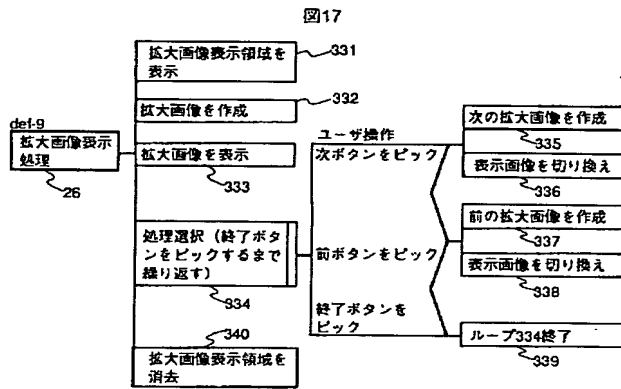 図17
def-9
拡大画像表示
処理
26
拡大画像表示領域を
表示
331
拡大画像を作成
332
拡大画像を表示
333
処理選択（終了ボタ
ンをピックするまで
繰り返す）
334
340
拡大画像表示領域を
消去
ユーザ操作
次ボタンをピック
前ボタンをピック
終了ボタンを
ピック
次の拡大画像を作成
335
表示画像を切り換え
336
前の拡大画像を作成
337
表示画像を切り換え
338
ループ334終了
339